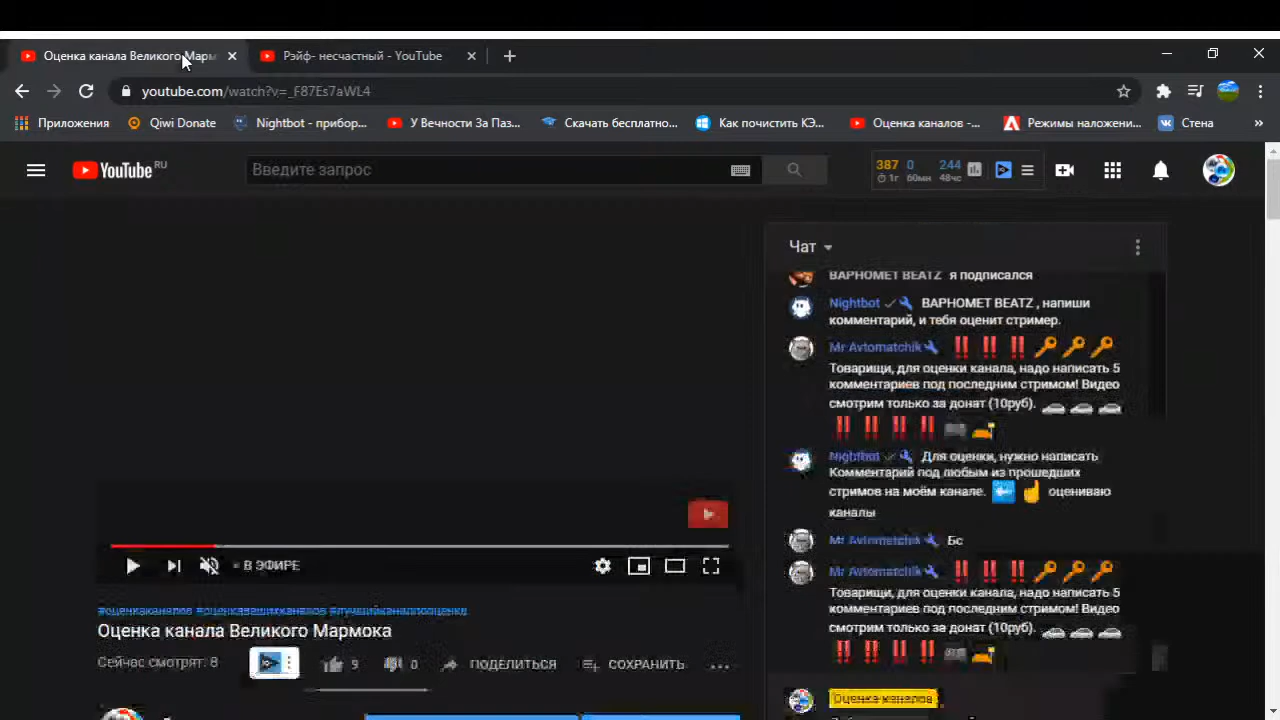 Оценка канала Великого Марм
Рэйф- несчастный - YouTube
youtube.com/watch?v=_F87Es7aWL4
Приложения
Qiwi Donate
Nightbot - прибор...
У Вечности За Паз...
Скачать бесплатно...
Как почистить КЭ...
Оценка каналов -...
Режимы наложени...
Стена
»
YouTube RU
Введите запрос
387 0 244
1г 60мн 48чс
Чат
BAPHOMET BEATZ я подписался
Nightbot BAPHOMET BEATZ , напиши
комментарий, и тебя оценит стример.
Mr Avtomatchik ‼ ‼ ‼ 🔑 🔑 🔑
Товарищи, для оценки канала, надо написать 5
комментариев под последним стримом! Видео
смотрим только за донат (10руб).
‼ ‼ ‼ ‼
Nightbot Для оценки, нужно написать
Комментарий под любым из прошедших
стримов на моём канале. оцениваю
каналы
Mr Avtomatchik Бс
Mr Avtomatchik ‼ ‼ ‼ 🔑 🔑 🔑
Товарищи, для оценки канала, надо написать 5
комментариев под последним стримом! Видео
смотрим только за донат (10руб).
‼ ‼ ‼ ‼
Оценка каналов
В ЭФИРЕ
#оценкаканалов #оценкавашихканалов #лучшийканалпооценке
Оценка канала Великого Мармока
Сейчас смотрят: 8
9
0
ПОДЕЛИТЬСЯ
СОХРАНИТЬ